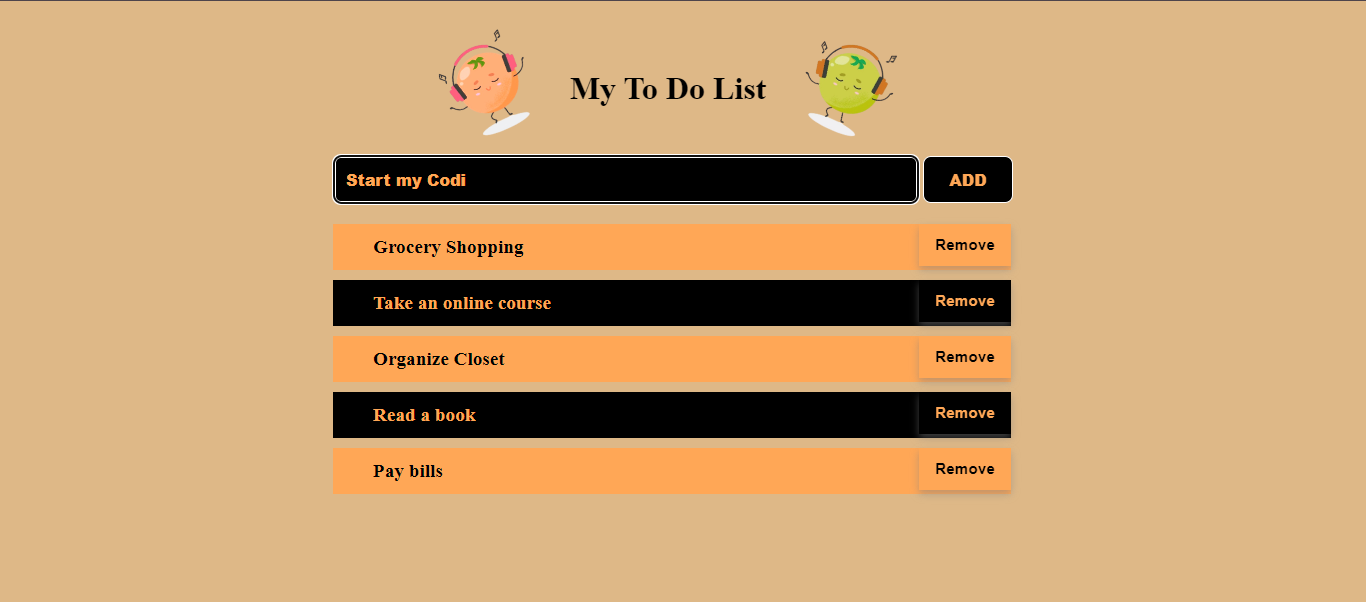 My To Do List
Start my Codi
ADD
Grocery Shopping
Remove
Take an online course
Remove
Organize Closet
Remove
Read a book
Remove
Pay bills
Remove